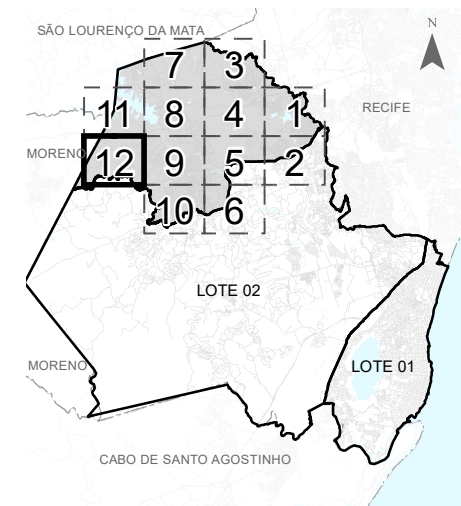 SÃO LOURENÇO DA MATA
N
7 3
11 8 4 1
RECIFE
MORENO
12 9 5 2
10 6
LOTE 02
MORENO
LOTE 01
CABO DE SANTO AGOSTINHO